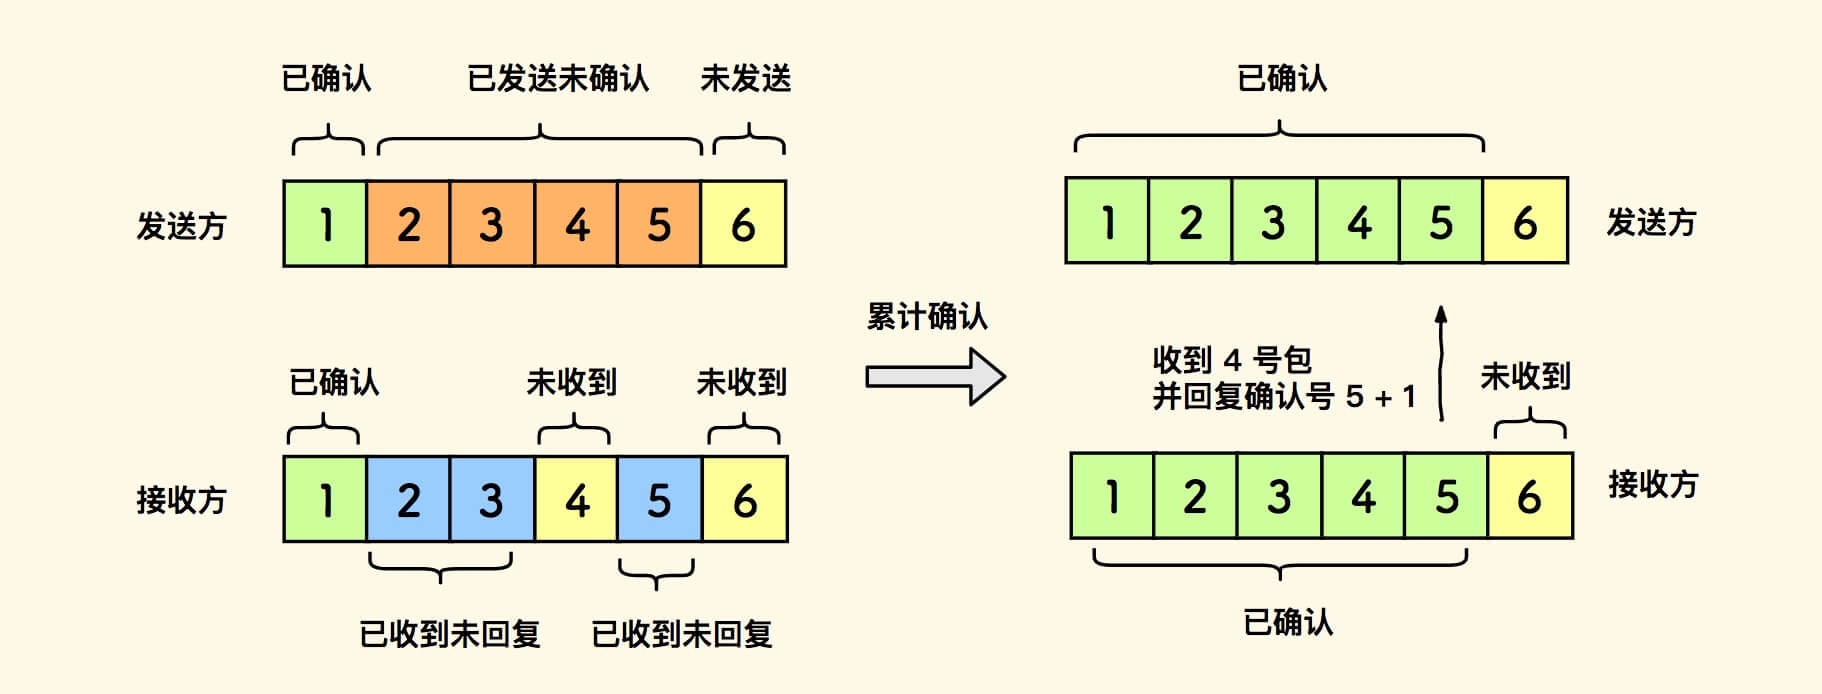 已确认 已发送未确认 未发送
发送方 1 2 3 4 5 6
已确认 未收到 未收到
接收方 1 2 3 4 5 6
已收到未回复 已收到未回复
累计确认
已确认
1 2 3 4 5 6 发送方
收到 4 号包
并回复确认号 5 + 1
未收到
1 2 3 4 5 6 接收方
已确认